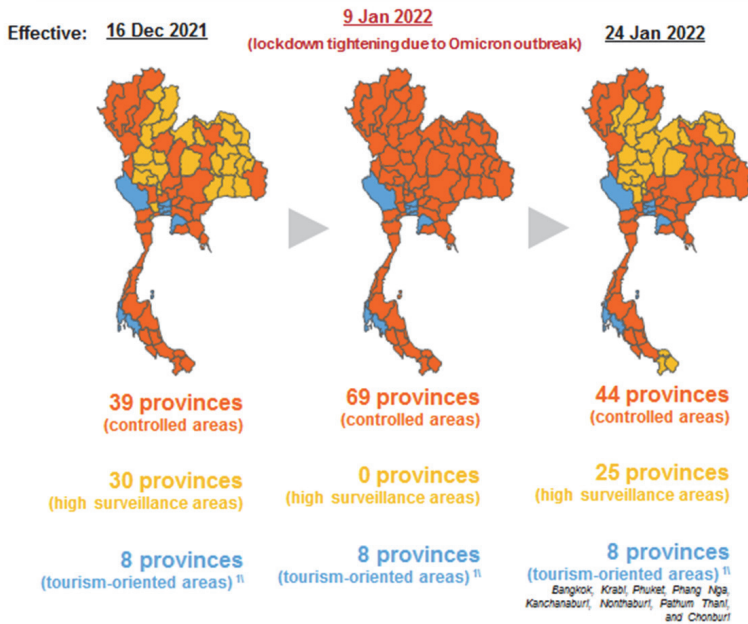 Effective: 16 Dec 2021 9 Jan 2022 24 Jan 2022
(lockdown tightening due to Omicron outbreak)
39 provinces 69 provinces 44 provinces
(controlled areas) (controlled areas) (controlled areas)
30 provinces 0 provinces 25 provinces
(high surveillance areas) (high surveillance areas) (high surveillance areas)
8 provinces 8 provinces 8 provinces
(tourism-oriented areas) 1\ (tourism-oriented areas) 1\ (tourism-oriented areas) 1\
Bangkok, Krabi, Phuket, Phang Nga,
Kanchanaburi, Nonthaburi, Pathum Thani,
and Chonburi